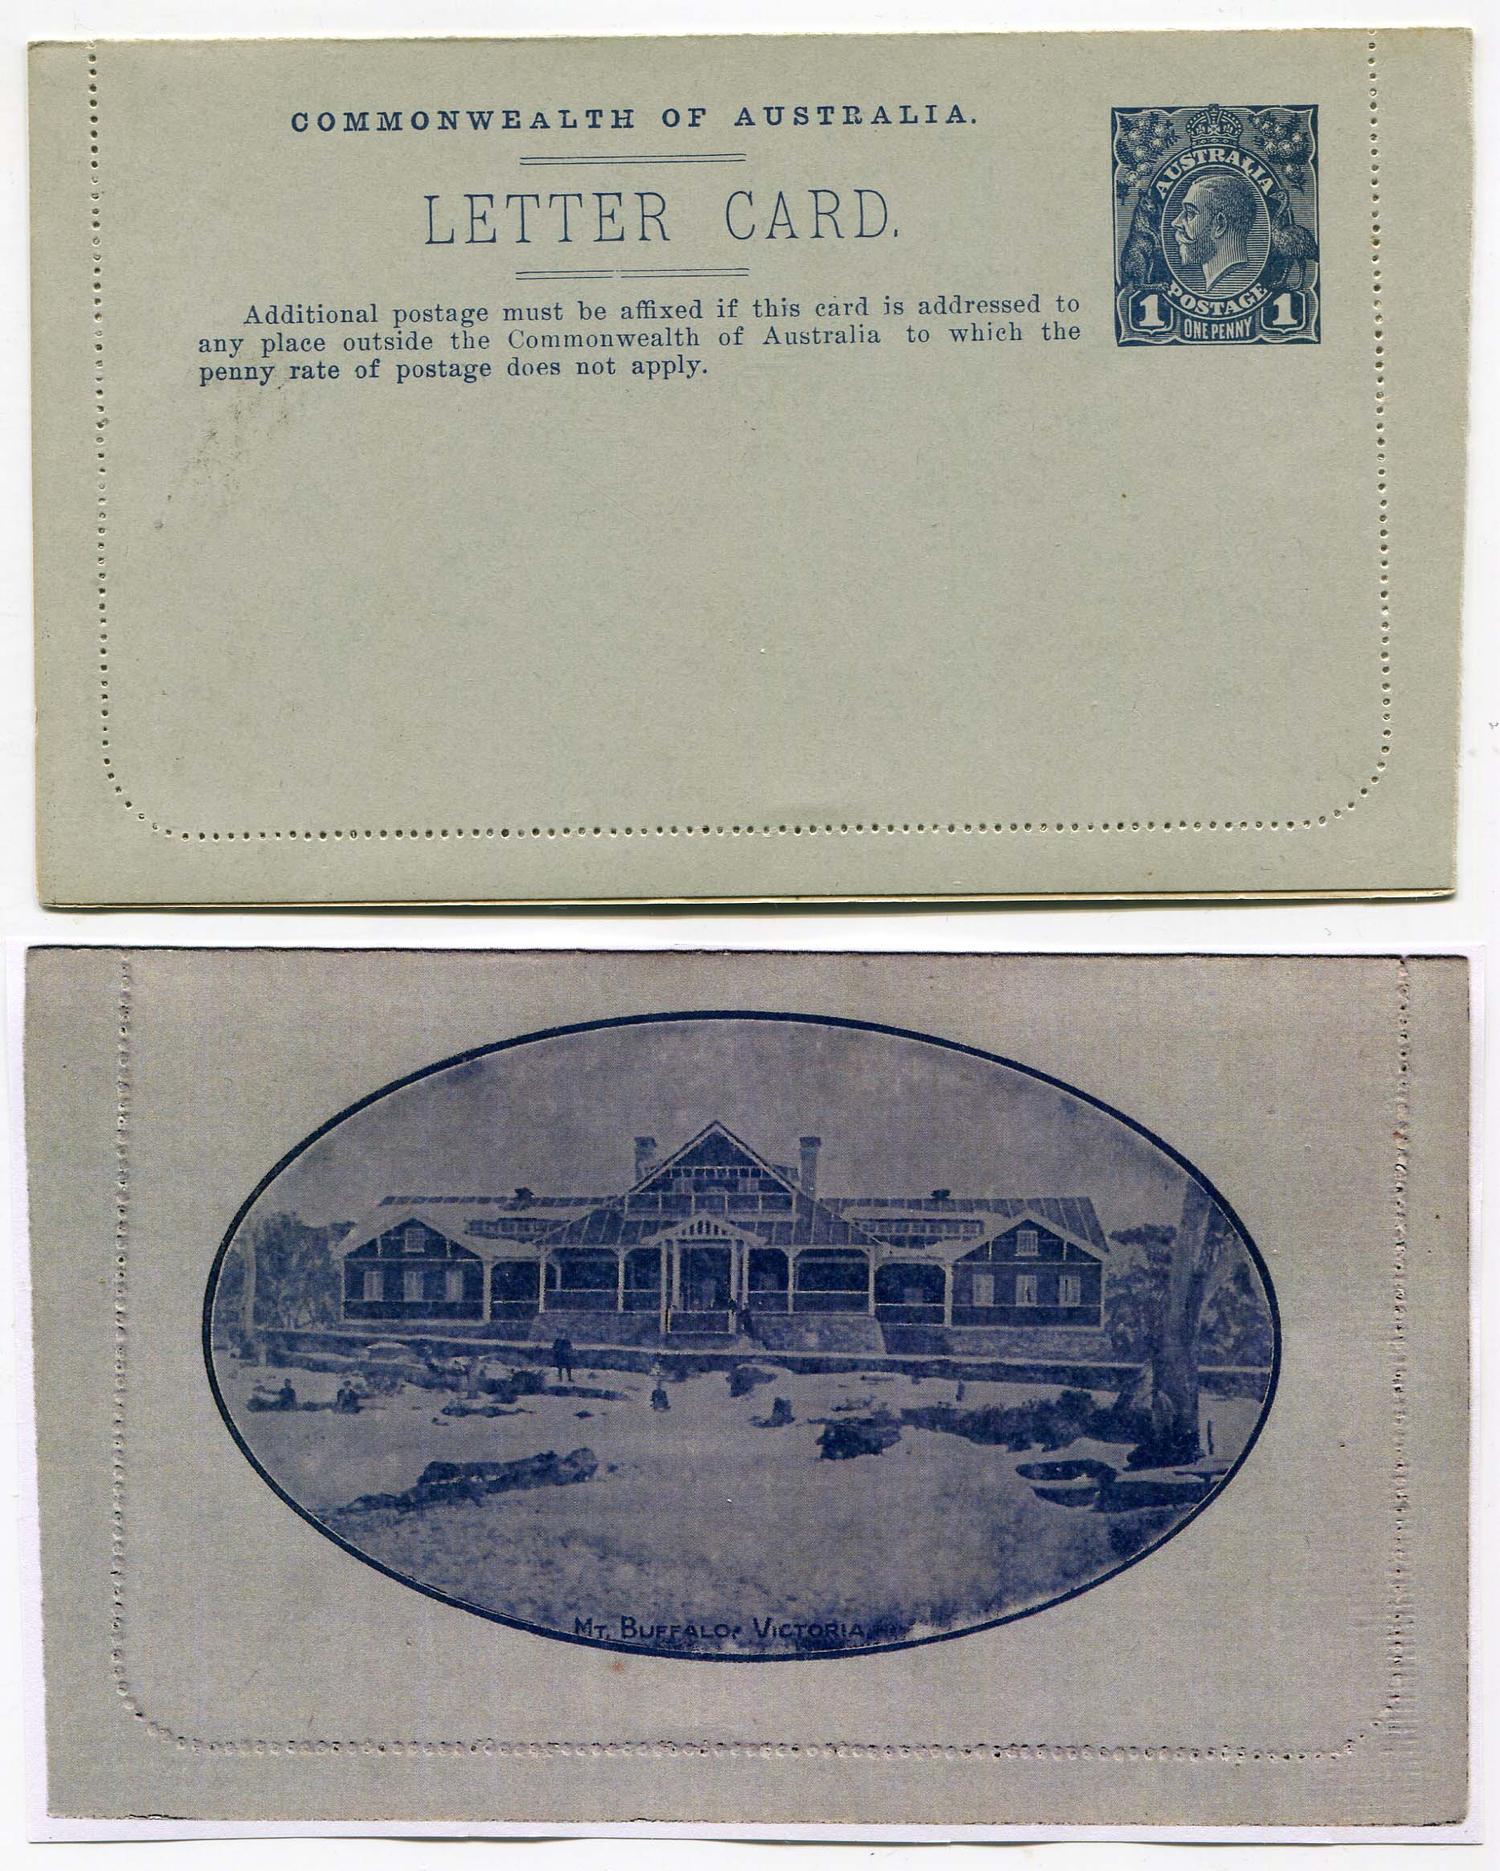 COMMONWEALTH OF AUSTRALIA.
LETTER CARD.
Additional postage must be affixed if this card is addressed to
any place outside the Commonwealth of Australia to which the
penny rate of postage does not apply.
AUSTRALIA
POSTAGE
1 ONE PENNY 1
MT. BUFFALO, VICTORIA.